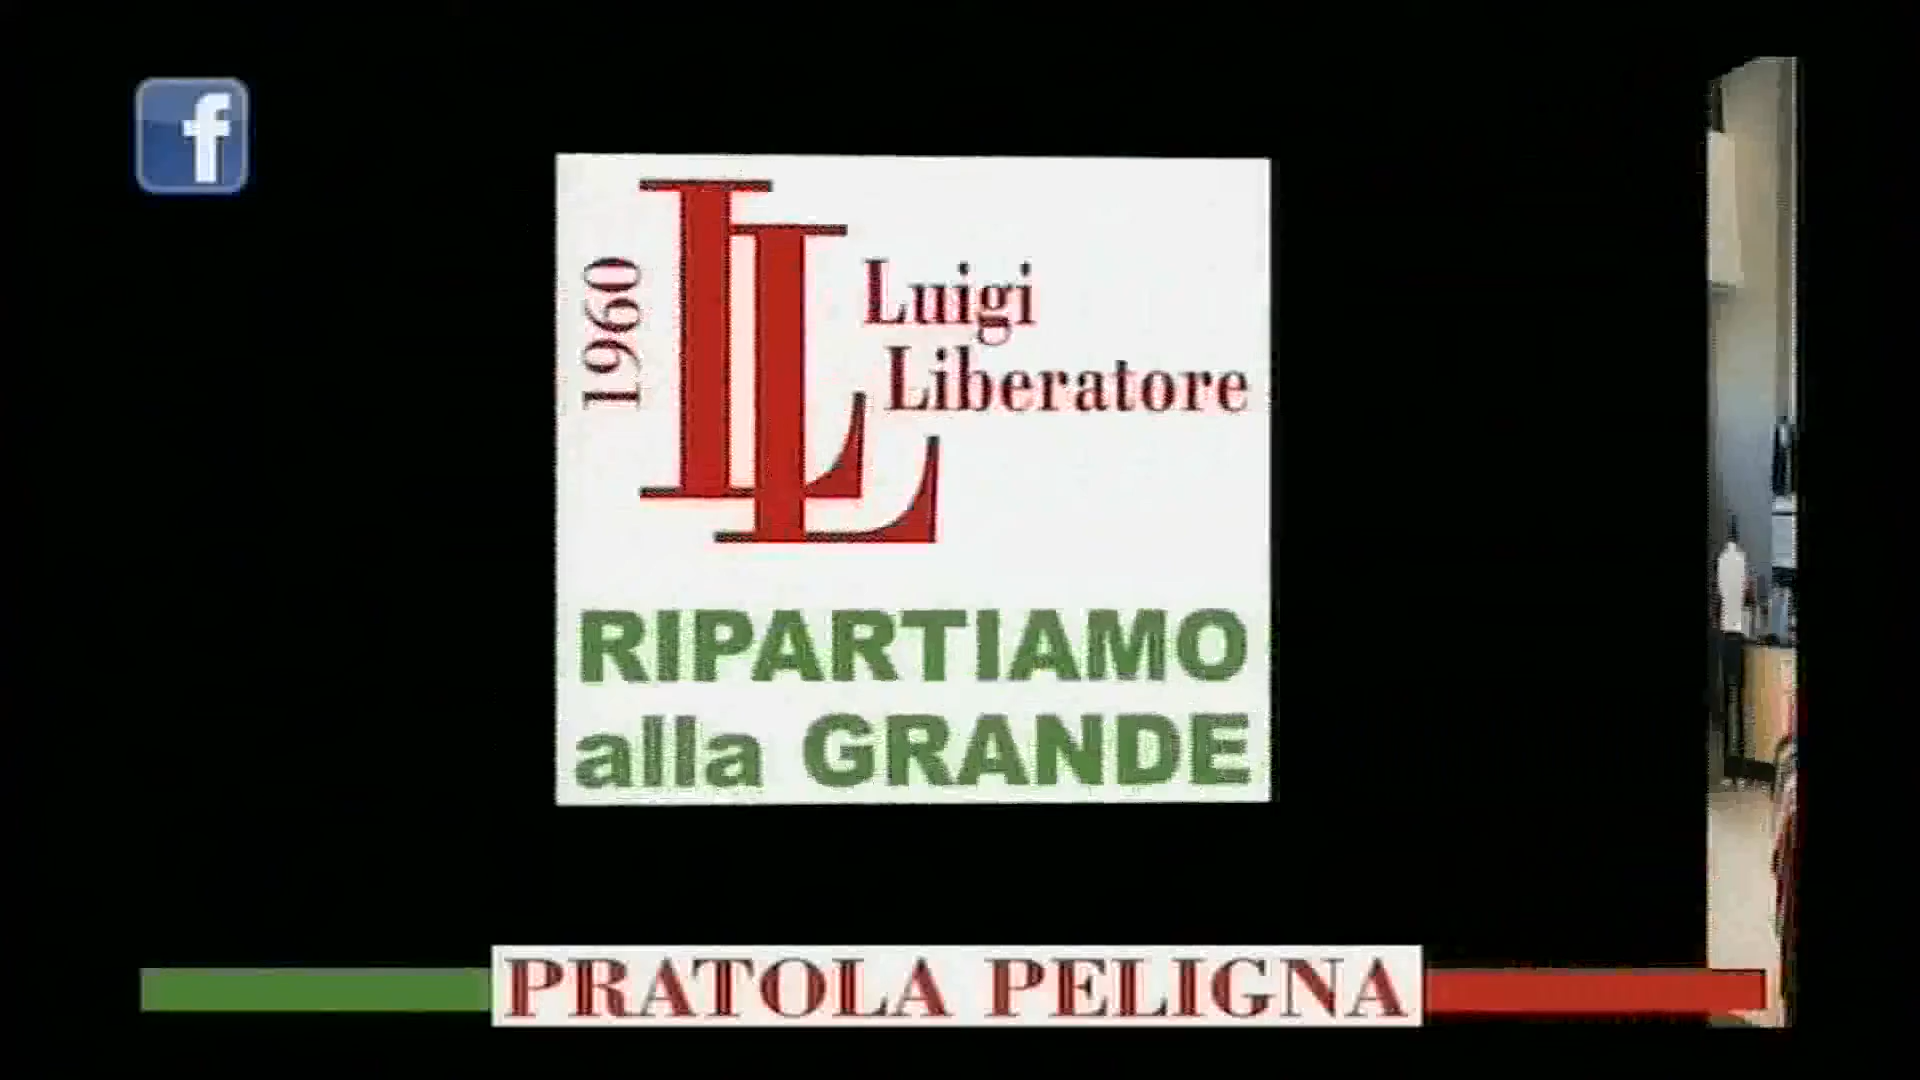 f
1960
LL
Luigi
Liberatore
RIPARTIAMO
alla GRANDE
PRATOLA PELIGNA